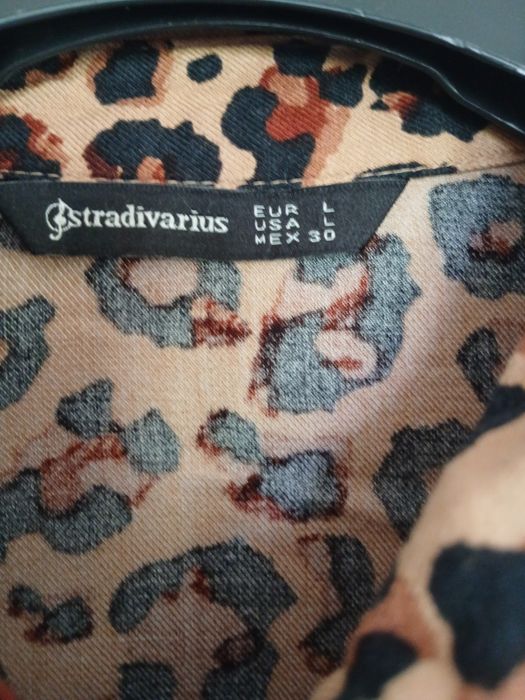 stradivarius
EUR L
USA L
MEX 30